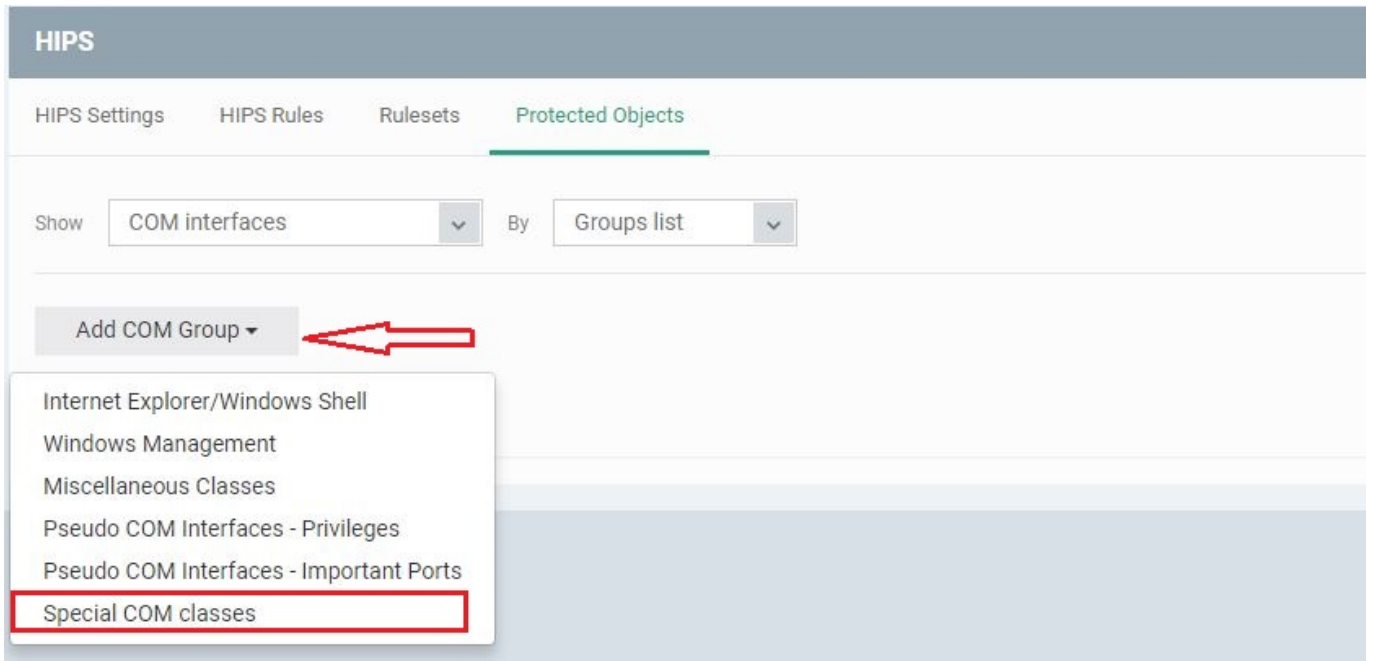 HIPS
HIPS Settings HIPS Rules Rulesets Protected Objects
Show COM interfaces By Groups list
Add COM Group
Internet Explorer/Windows Shell
Windows Management
Miscellaneous Classes
Pseudo COM Interfaces - Privileges
Pseudo COM Interfaces - Important Ports
Special COM classes